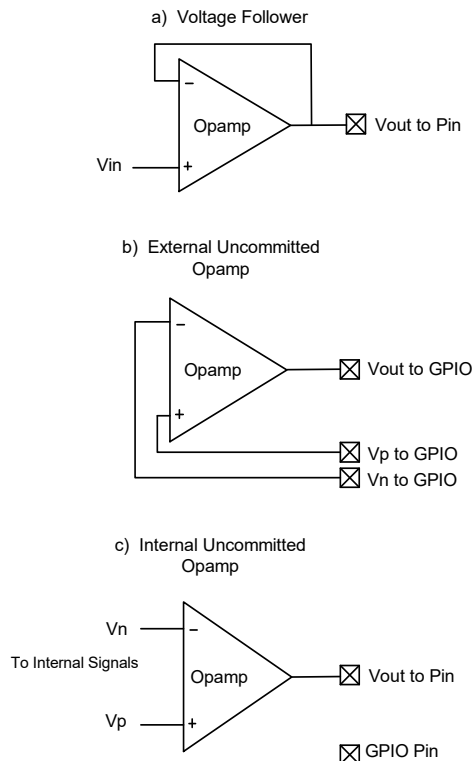 a) Voltage Follower
−
Opamp
Vout to Pin
Vin
+
b) External Uncommitted
Opamp
−
Opamp
Vout to GPIO
+
Vp to GPIO
Vn to GPIO
c) Internal Uncommitted
Opamp
Vn
−
To Internal Signals
Opamp
Vout to Pin
Vp
+
GPIO Pin